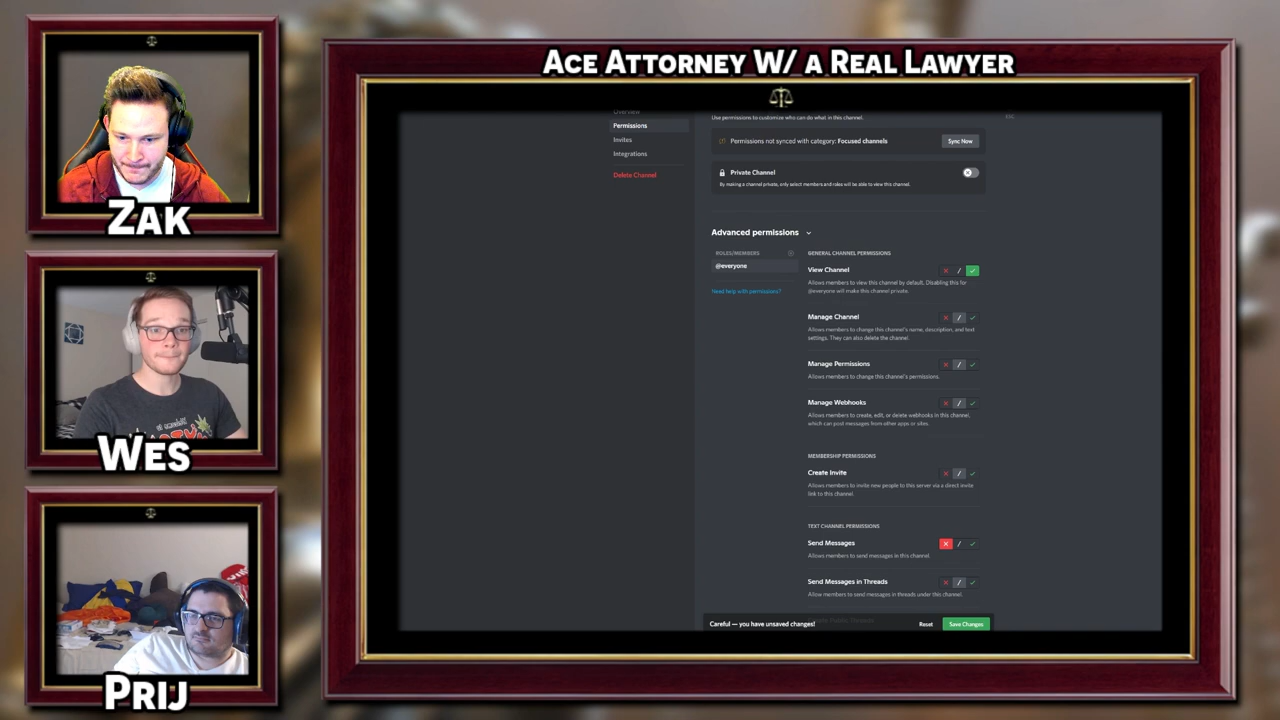 ACE ATTORNEY W/ A REAL LAWYER
ZAK
WES
PRIJ
Overview
Permissions
Invites
Integrations
Delete Channel
Use permissions to customize who can do what in this channel.
ESC
Permissions not synced with category: Focused channels
Sync Now
Private Channel
By making a channel private, only select members and roles will be able to view this channel.
Advanced permissions
ROLES/MEMBERS
@everyone
Need help with permissions?
GENERAL CHANNEL PERMISSIONS
View Channel
Allows members to view this channel by default. Disabling this for
@everyone will make this channel private.
Manage Channel
Allows members to change this channel's name, description, and text
settings. They can also delete the channel.
Manage Permissions
Allows members to change this channel's permissions.
Manage Webhooks
Allows members to create, edit, or delete webhooks in this channel,
which can post messages from other apps or sites.
MEMBERSHIP PERMISSIONS
Create Invite
Allows members to invite new people to this server via a direct invite
link to this channel.
TEXT CHANNEL PERMISSIONS
Send Messages
Allows members to send messages in this channel.
Send Messages in Threads
Allow members to send messages in threads under this channel.
Careful — you have unsaved changes!
Reset
Save Changes